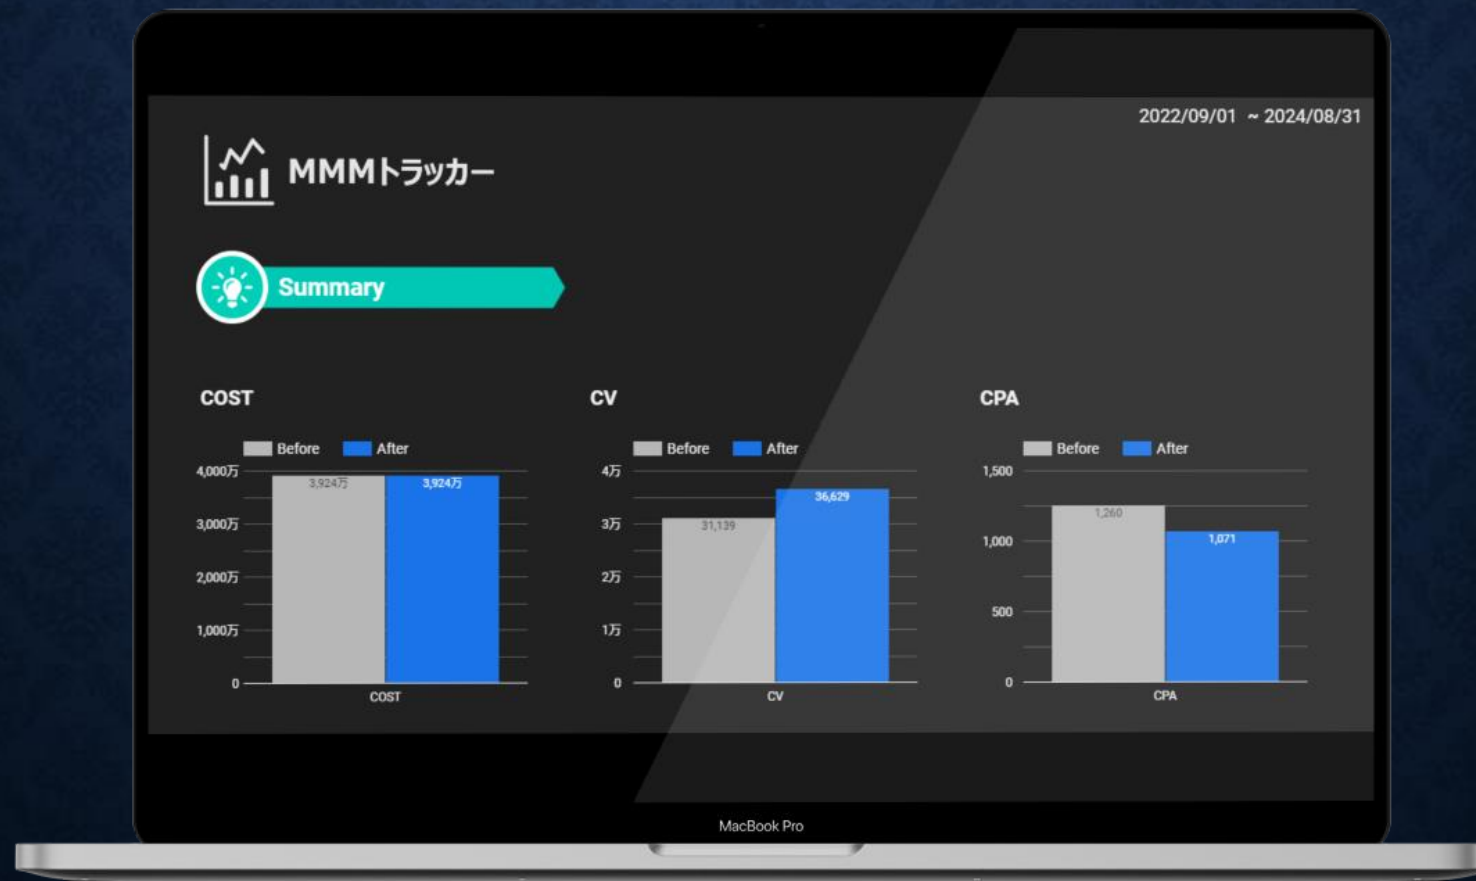 2022/09/01 ~ 2024/08/31
MMMトラッカー
Summary
COST
Before After
4,000万
3,924万 3,924万
3,000万
2,000万
1,000万
0
COST
CV
Before After
4万
36,629
3万
31,139
2万
1万
0
CV
CPA
Before After
1,500
1,260
1,071
1,000
500
0
CPA
MacBook Pro